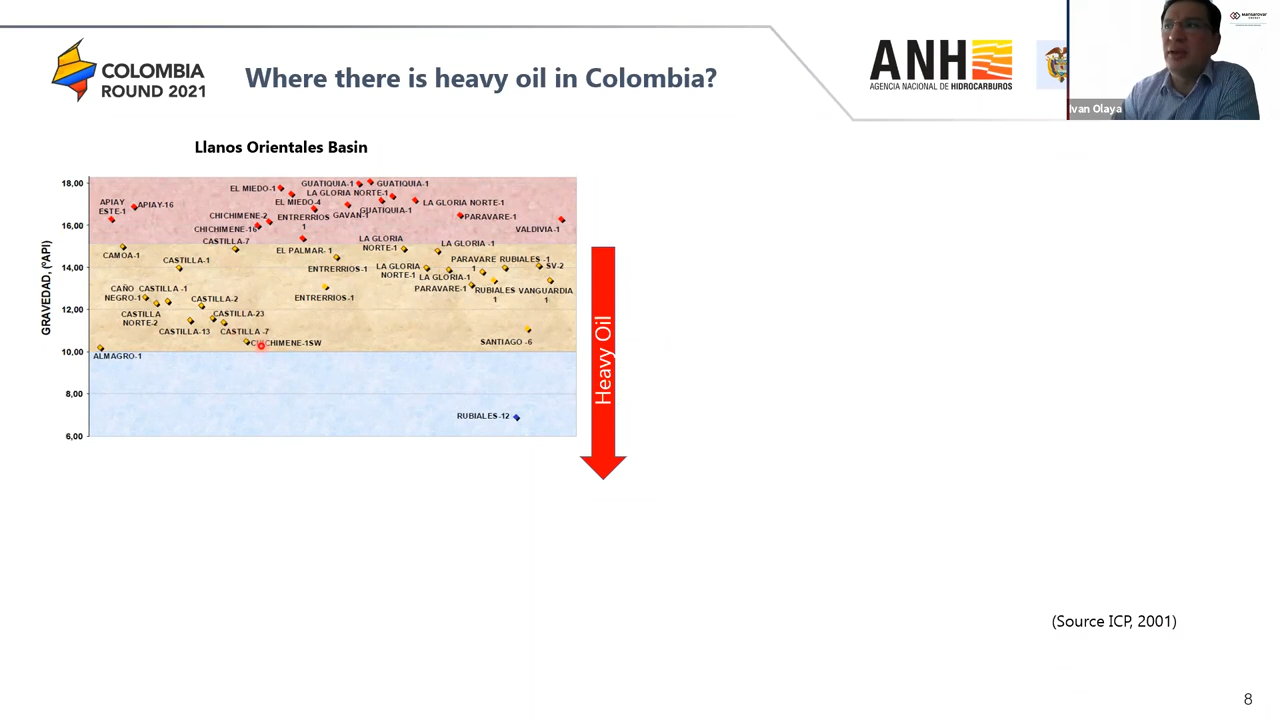 COLOMBIA
ROUND 2021
Where there is heavy oil in Colombia?
ANH
AGENCIA NACIONAL DE HIDROCARBUROS
mansarovar
ENERGY
Ivan Olaya
Llanos Orientales Basin
GRAVEDAD, (ºAPI)
18,00
16,00
14,00
12,00
10,00
8,00
6,00
APIAY
ESTE-1
APIAY-16
EL MIEDO-1
GUATIQUIA-1
GUATIQUIA-1
LA GLORIA NORTE-1
EL MIEDO-4
GAVAN-1
GUATIQUIA-1
LA GLORIA NORTE-1
CHICHIMENE-2
ENTRERRIOS
1
PARAVARE-1
CHICHIMENE-16
VALDIVIA-1
CASTILLA-7
CAMOA-1
EL PALMAR- 1
LA GLORIA
NORTE-1
LA GLORIA -1
CASTILLA-1
ENTRERRIOS-1
LA GLORIA
NORTE-1
LA GLORIA-1
PARAVARE
1
RUBIALES -1
SV-2
CAÑO
NEGRO-1
CASTILLA -1
CASTILLA-2
ENTRERRIOS-1
PARAVARE-1
RUBIALES
1
VANGUARDIA
1
CASTILLA
NORTE-2
CASTILLA-23
CASTILLA-13
CASTILLA -7
CHICHIMENE-1SW
SANTIAGO -6
ALMAGRO-1
RUBIALES-12
Heavy Oil
(Source ICP, 2001)
8